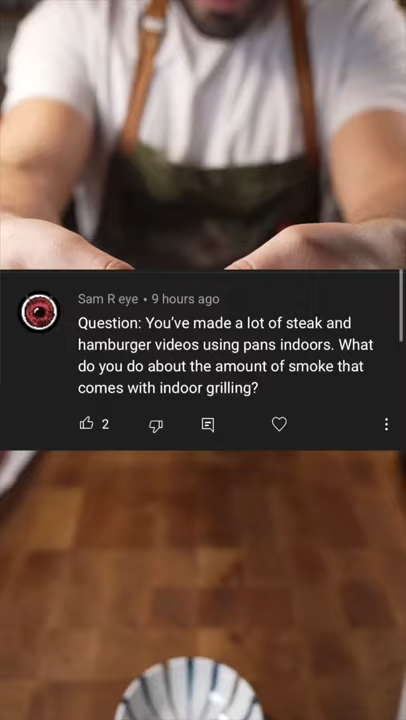 Sam R eye • 9 hours ago
Question: You've made a lot of steak and
hamburger videos using pans indoors. What
do you do about the amount of smoke that
comes with indoor grilling?
2